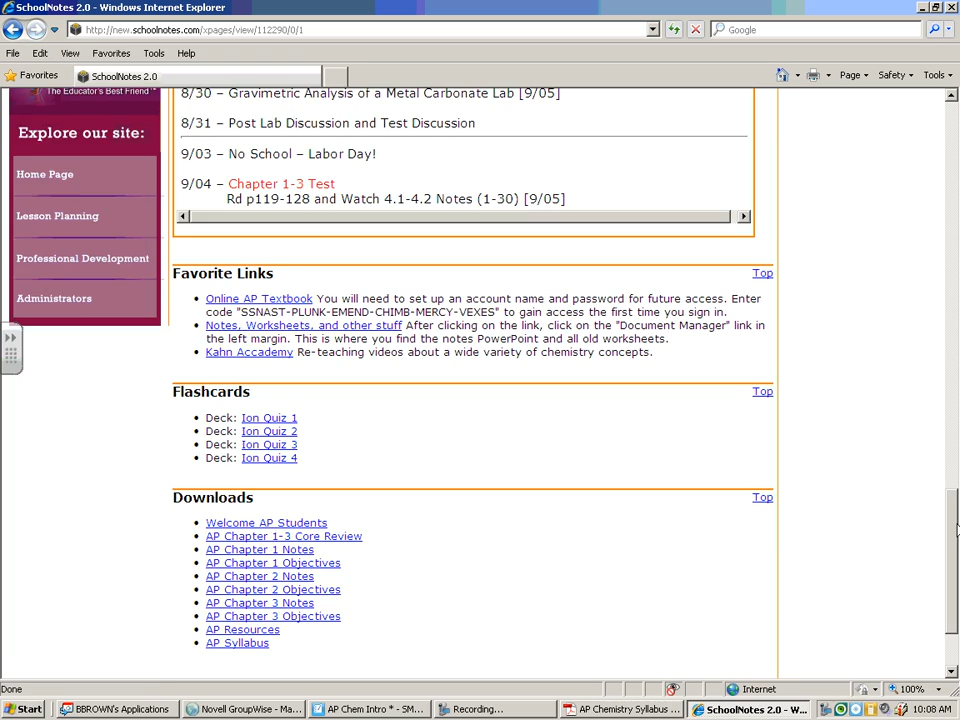 SchoolNotes 2.0 - Windows Internet Explorer
http://new.schoolnotes.com/xpages/view/112290/0/1
Google
File Edit View Favorites Tools Help
Favorites SchoolNotes 2.0 Page Safety Tools
The Educator's Best Friend™
Explore our site:
Home Page
Lesson Planning
Professional Development
Administrators
8/30 – Gravimetric Analysis of a Metal Carbonate Lab [9/05]
8/31 – Post Lab Discussion and Test Discussion
9/03 – No School – Labor Day!
9/04 – Chapter 1-3 Test
Rd p119-128 and Watch 4.1-4.2 Notes (1-30) [9/05]
Favorite Links Top
• Online AP Textbook You will need to set up an account name and password for future access. Enter
code "SSNAST-PLUNK-EMEND-CHIMB-MERCY-VEXES" to gain access the first time you sign in.
• Notes, Worksheets, and other stuff After clicking on the link, click on the "Document Manager" link in
the left margin. This is where you find the notes PowerPoint and all old worksheets.
• Kahn Accademy Re-teaching videos about a wide variety of chemistry concepts.
Flashcards Top
• Deck: Ion Quiz 1
• Deck: Ion Quiz 2
• Deck: Ion Quiz 3
• Deck: Ion Quiz 4
Downloads Top
• Welcome AP Students
• AP Chapter 1-3 Core Review
• AP Chapter 1 Notes
• AP Chapter 1 Objectives
• AP Chapter 2 Notes
• AP Chapter 2 Objectives
• AP Chapter 3 Notes
• AP Chapter 3 Objectives
• AP Resources
• AP Syllabus
Done Internet 100%
Start BBROWN's Applications Novell GroupWise - Ma... AP Chem Intro * - SM... Recording... AP Chemistry Syllabus ... SchoolNotes 2.0 - W... 10:08 AM